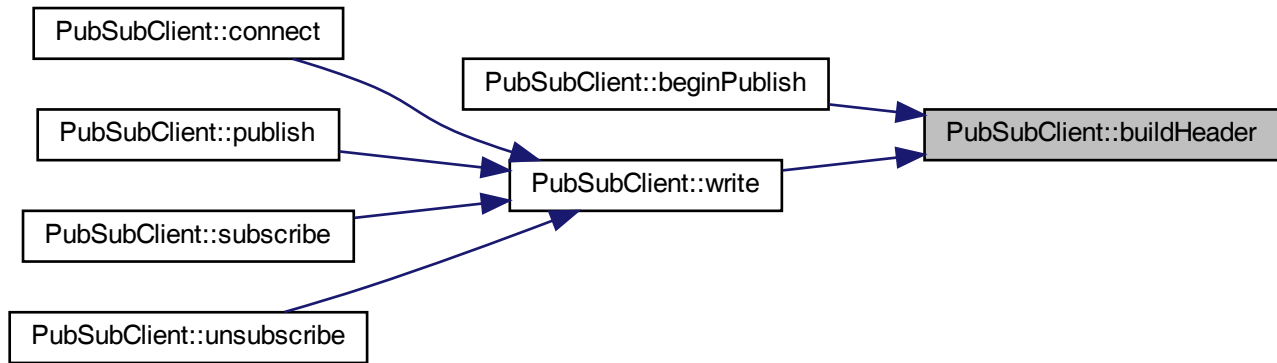 PubSubClient::connect
PubSubClient::beginPublish
PubSubClient::publish
PubSubClient::buildHeader
PubSubClient::write
PubSubClient::subscribe
PubSubClient::unsubscribe